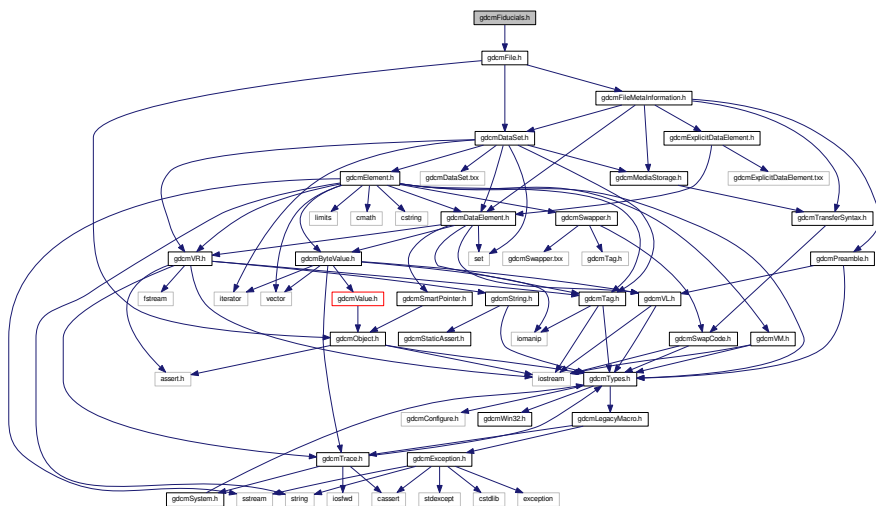 gdcmFiducials.h
gdcmFile.h
gdcmFileMetaInformation.h
gdcmDataSet.h
gdcmExplicitDataElement.h
gdcmElement.h
gdcmDataSet.txx
gdcmMediaStorage.h
gdcmExplicitDataElement.txx
limits
cmath
cstring
gdcmDataElement.h
gdcmSwapper.h
gdcmTransferSyntax.h
gdcmVR.h
gdcmByteValue.h
set
gdcmSwapper.txx
gdcmTag.h
gdcmPreamble.h
fstream
iterator
vector
gdcmValue.h
gdcmSmartPointer.h
gdcmString.h
gdcmTag.h
gdcmVL.h
gdcmObject.h
gdcmStaticAssert.h
iomanip
gdcmSwapCode.h
gdcmVM.h
assert.h
iostream
gdcmTypes.h
gdcmConfigure.h
gdcmWin32.h
gdcmLegacyMacro.h
gdcmTrace.h
gdcmException.h
gdcmSystem.h
sstream
string
iosfwd
cassert
stdexcept
cstdlib
exception